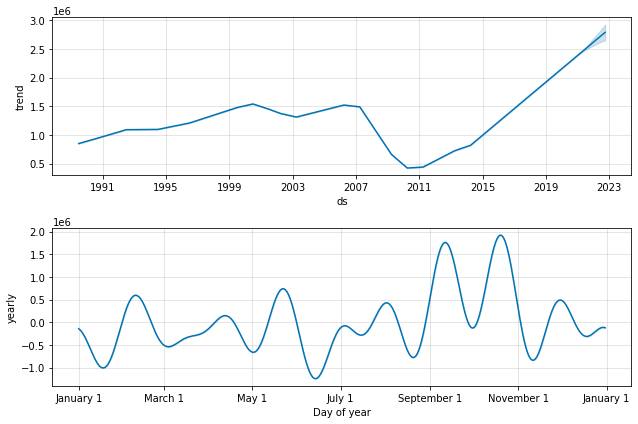 1e6
3.0
2.5
2.0
1.5
1.0
0.5
trend
1991 1995 1999 2003 2007 2011 2015 2019 2023
ds
1e6
2.0
1.5
1.0
0.5
0.0
−0.5
−1.0
yearly
January 1 March 1 May 1 July 1 September 1 November 1 January 1
Day of year